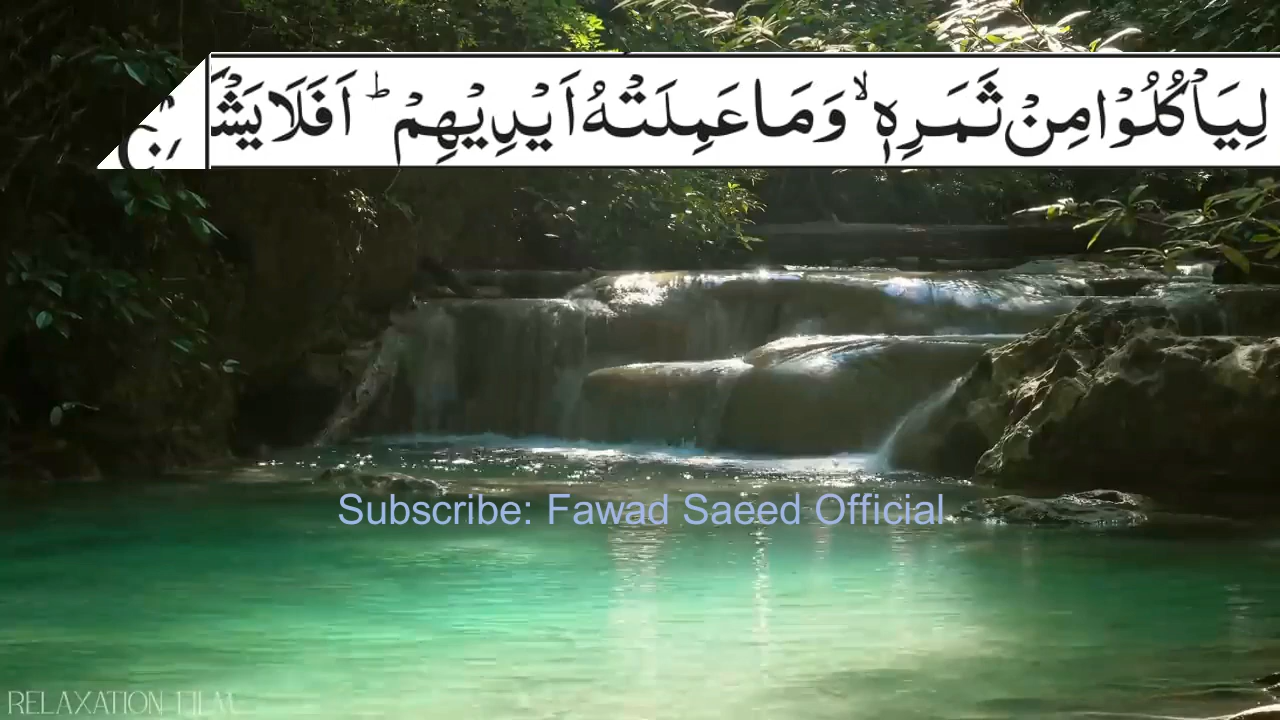 لِيَاْكُلُوْا مِنْ ثَمَرِهٖ ۙ وَمَا عَمِلَتْهُ اَيْدِيْهِمْ ؕ اَفَلَا
Subscribe: Fawad Saeed Official
RELAXATION FILM